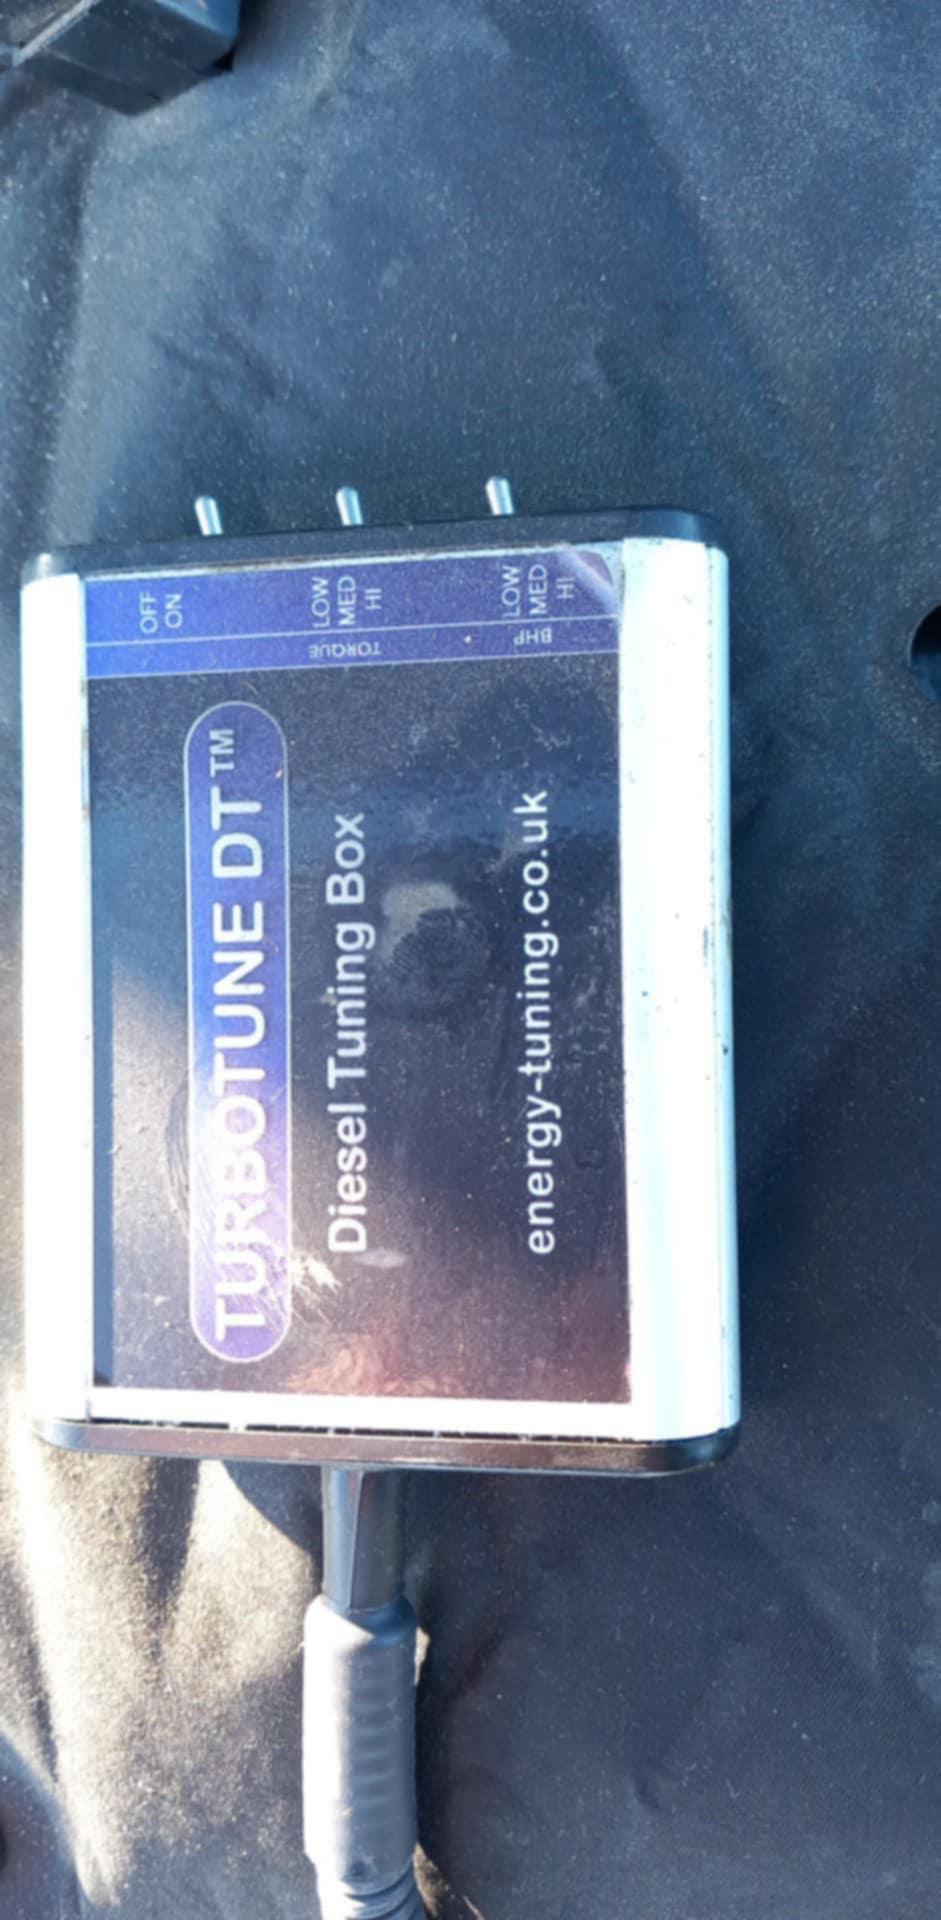 TURBOTUNE DT™
Diesel Tuning Box
energy-tuning.co.uk
OFF
ON
TORQUE
LOW
MED
HI
BHP
LOW
MED
HI